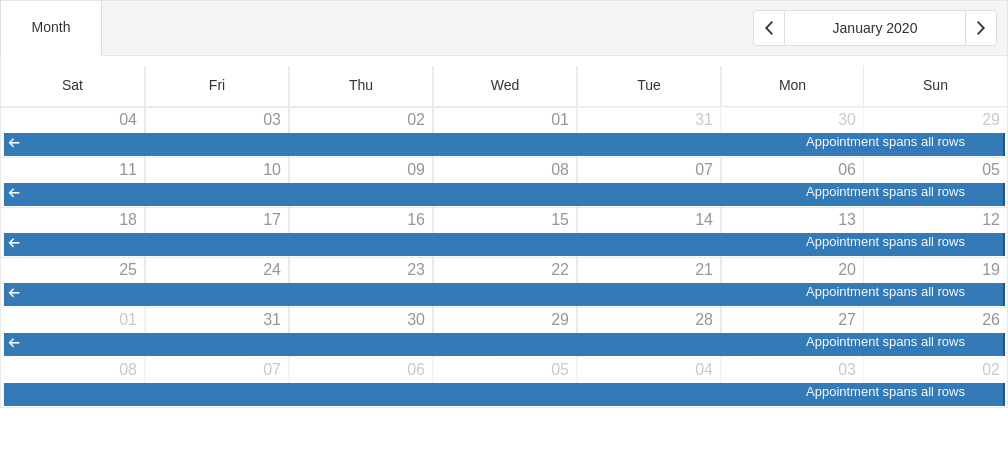 Month January 2020
Sat Fri Thu Wed Tue Mon Sun
04 03 02 01 31 30 29
Appointment spans all rows
11 10 09 08 07 06 05
Appointment spans all rows
18 17 16 15 14 13 12
Appointment spans all rows
25 24 23 22 21 20 19
Appointment spans all rows
01 31 30 29 28 27 26
Appointment spans all rows
08 07 06 05 04 03 02
Appointment spans all rows